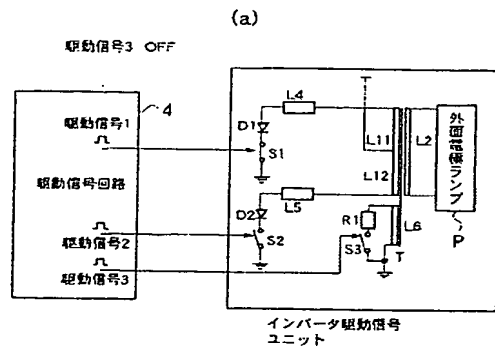 (a)
駆動信号3 OFF
4
駆動信号1
駆動信号回路
駆動信号2
駆動信号3
L4
D1
S1
L11
L12
L2
T
外面電極ランプ
P
L5
D2
S2
R1
S3
L6
T
インバータ駆動信号
ユニット